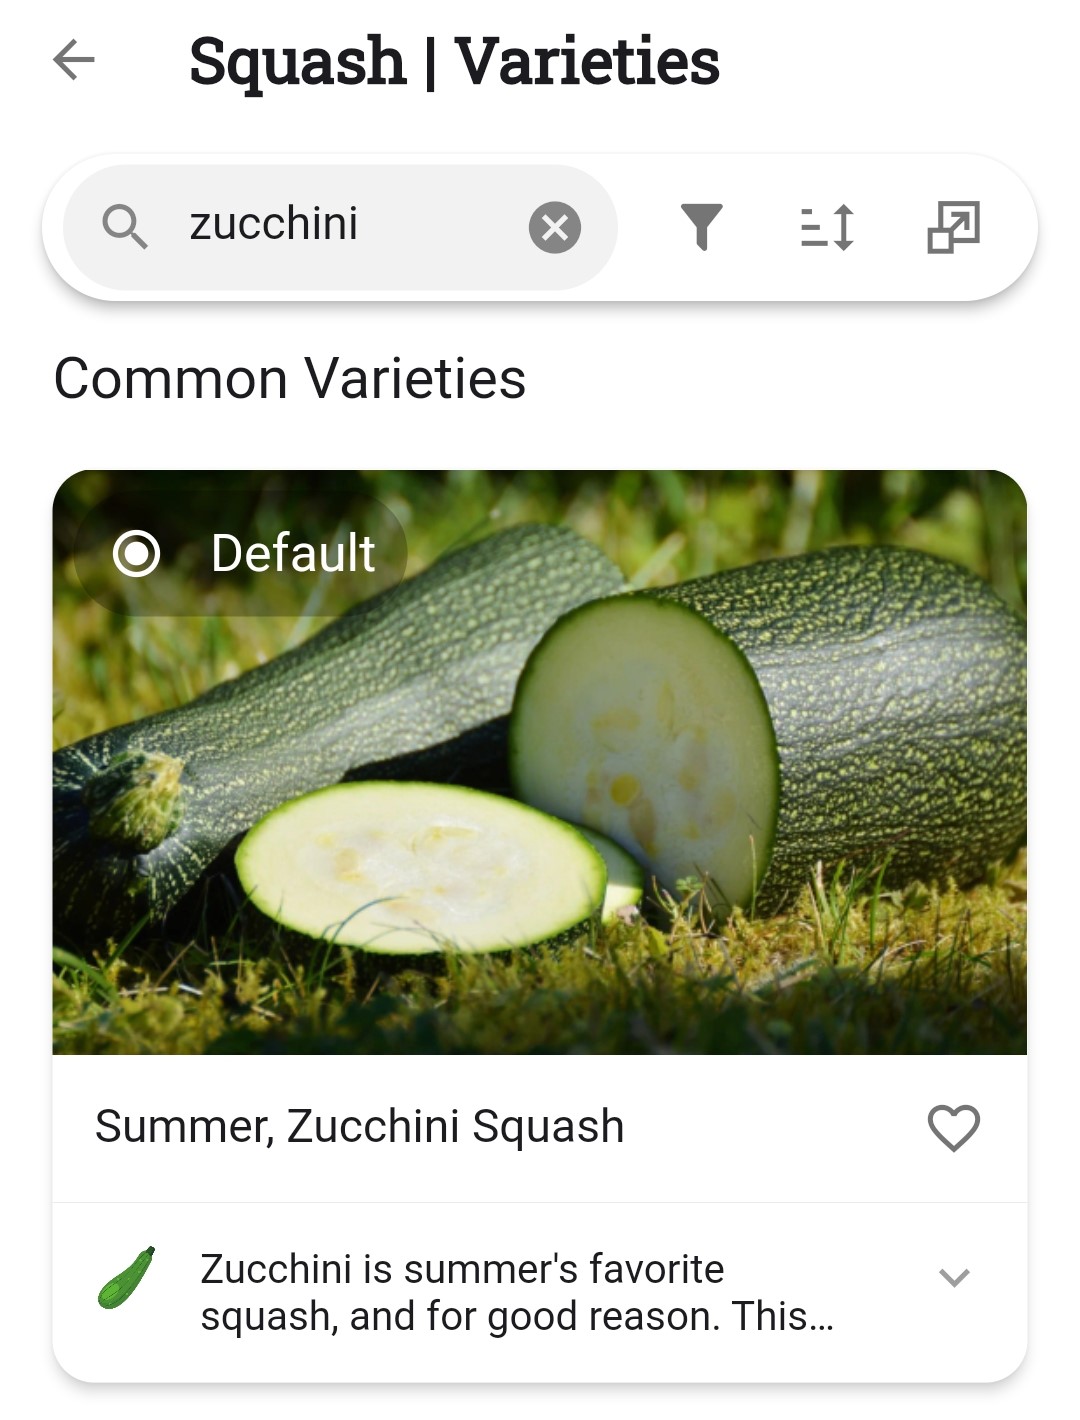 Squash | Varieties
zucchini
Common Varieties
Default
Summer, Zucchini Squash
Zucchini is summer's favorite
squash, and for good reason. This...